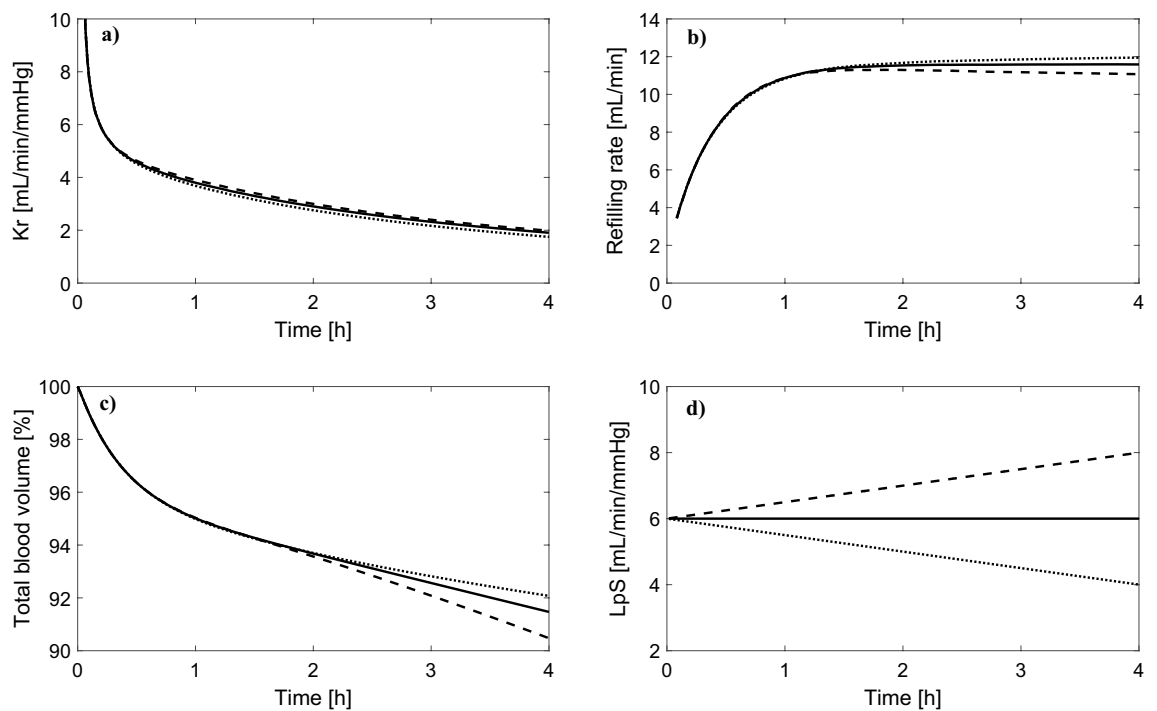 a)
Kr [mL/min/mmHg]
10
8
6
4
2
0
0 1 2 3 4
Time [h]
b)
Refilling rate [mL/min]
14
12
10
8
6
4
2
0
0 1 2 3 4
Time [h]
c)
Total blood volume [%]
100
98
96
94
92
90
0 1 2 3 4
Time [h]
d)
LpS [mL/min/mmHg]
10
8
6
4
2
0 1 2 3 4
Time [h]